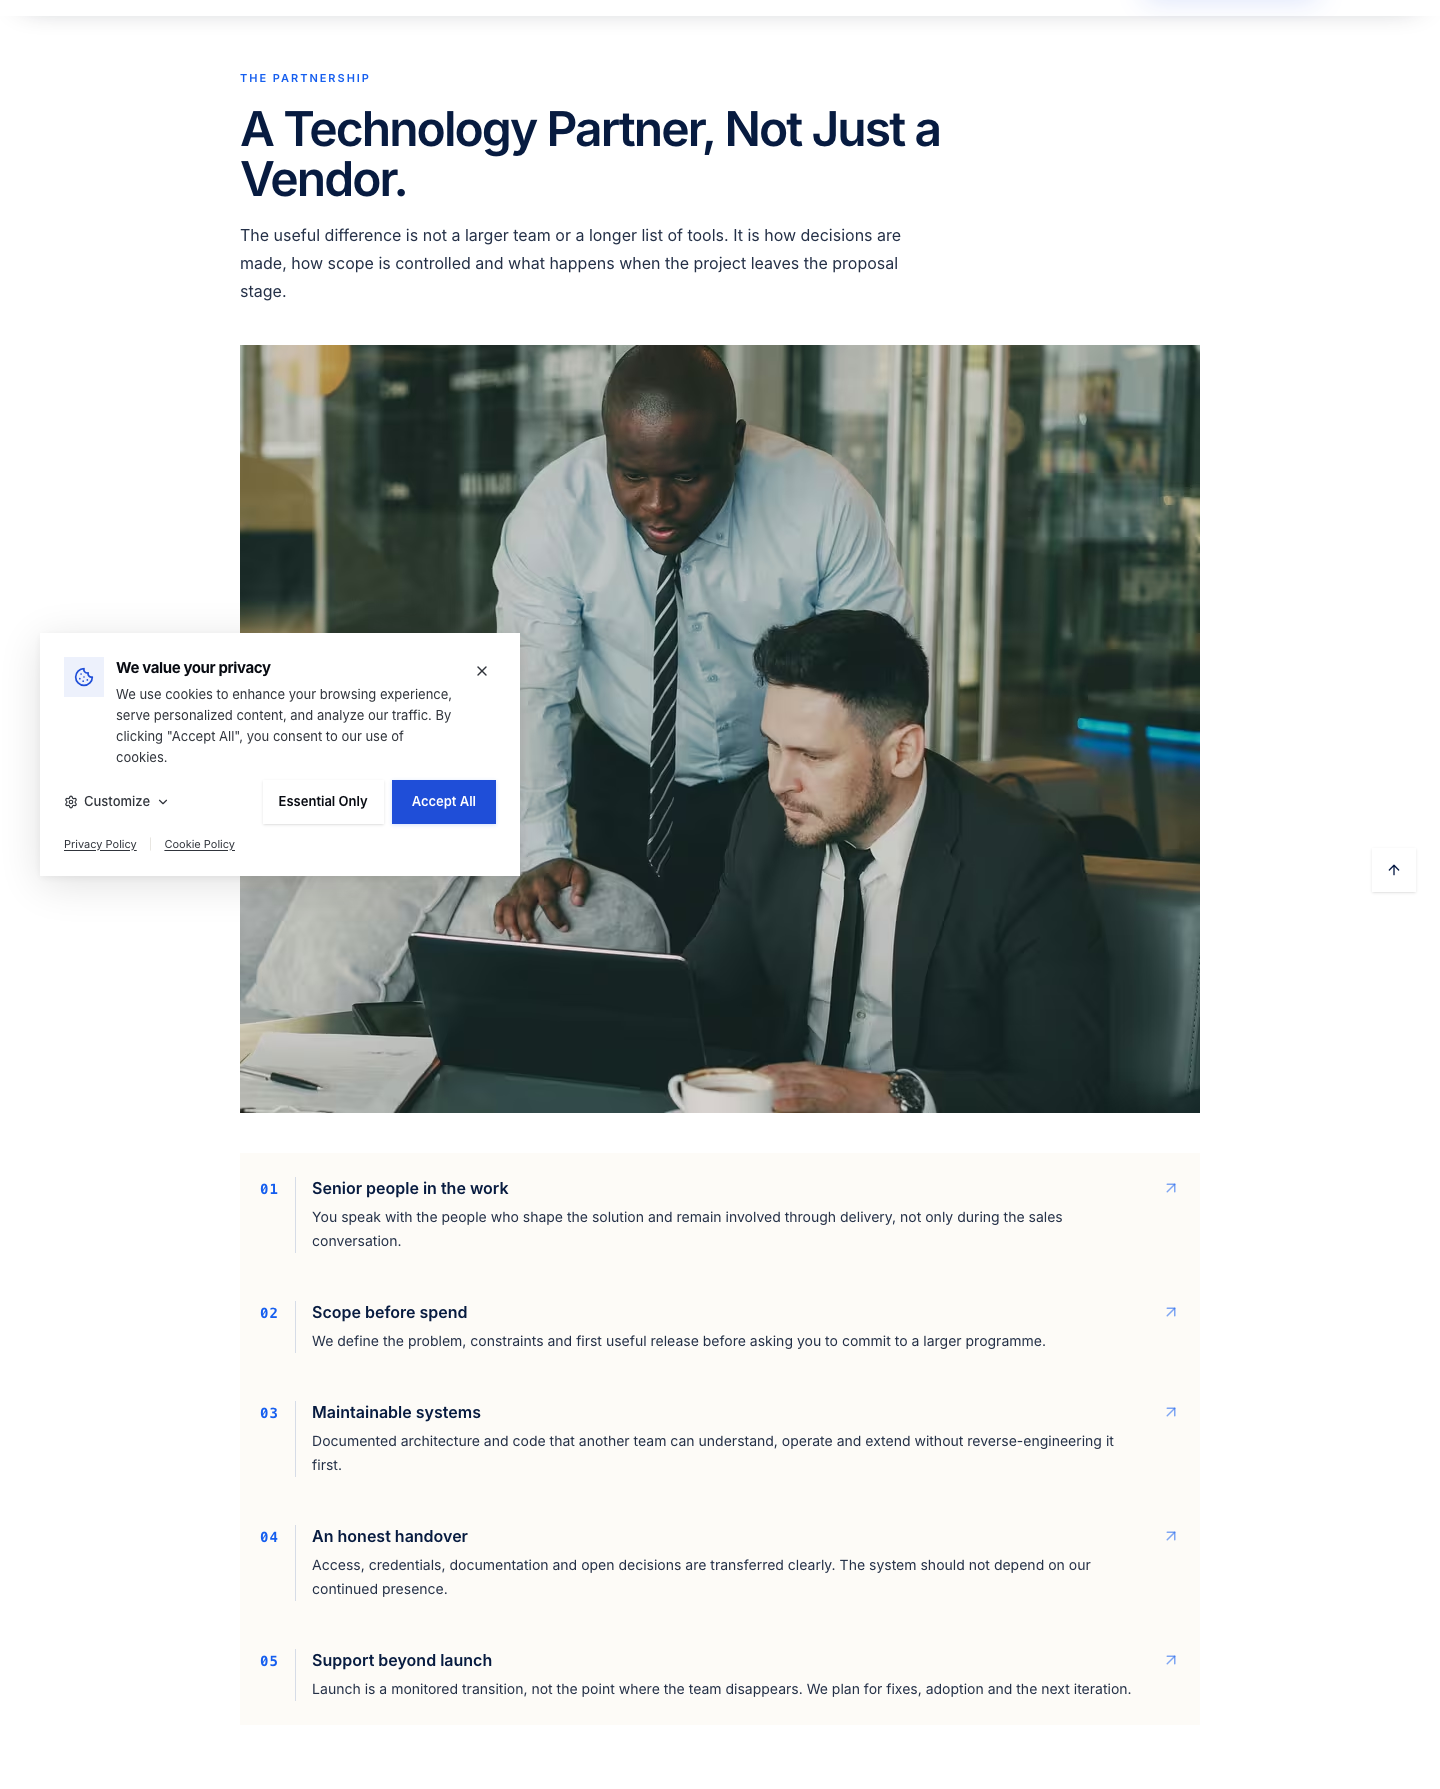 THE PARTNERSHIP
A Technology Partner, Not Just a
Vendor.
The useful difference is not a larger team or a longer list of tools. It is how decisions are
made, how scope is controlled and what happens when the project leaves the proposal
stage.
We value your privacy
We use cookies to enhance your browsing experience,
serve personalized content, and analyze our traffic. By
clicking "Accept All", you consent to our use of
cookies.
Customize
Essential Only
Accept All
Privacy Policy
Cookie Policy
01
Senior people in the work
You speak with the people who shape the solution and remain involved through delivery, not only during the sales
conversation.
02
Scope before spend
We define the problem, constraints and first useful release before asking you to commit to a larger programme.
03
Maintainable systems
Documented architecture and code that another team can understand, operate and extend without reverse-engineering it
first.
04
An honest handover
Access, credentials, documentation and open decisions are transferred clearly. The system should not depend on our
continued presence.
05
Support beyond launch
Launch is a monitored transition, not the point where the team disappears. We plan for fixes, adoption and the next iteration.